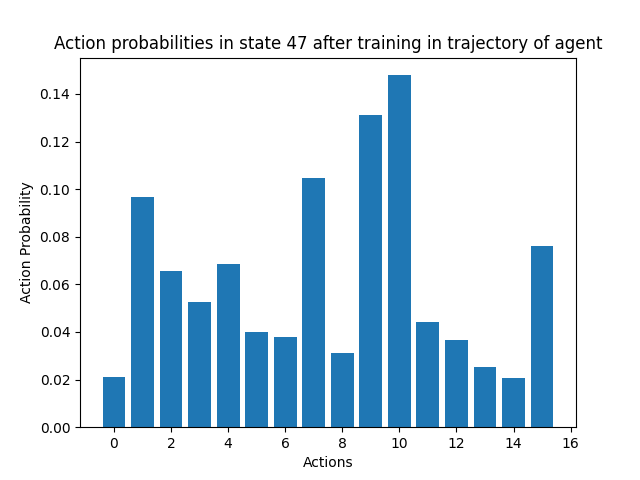 Action probabilities in state 47 after training in trajectory of agent
0.14
0.12
0.10
0.08
0.06
0.04
0.02
0.00
Action Probability
0 2 4 6 8 10 12 14 16
Actions